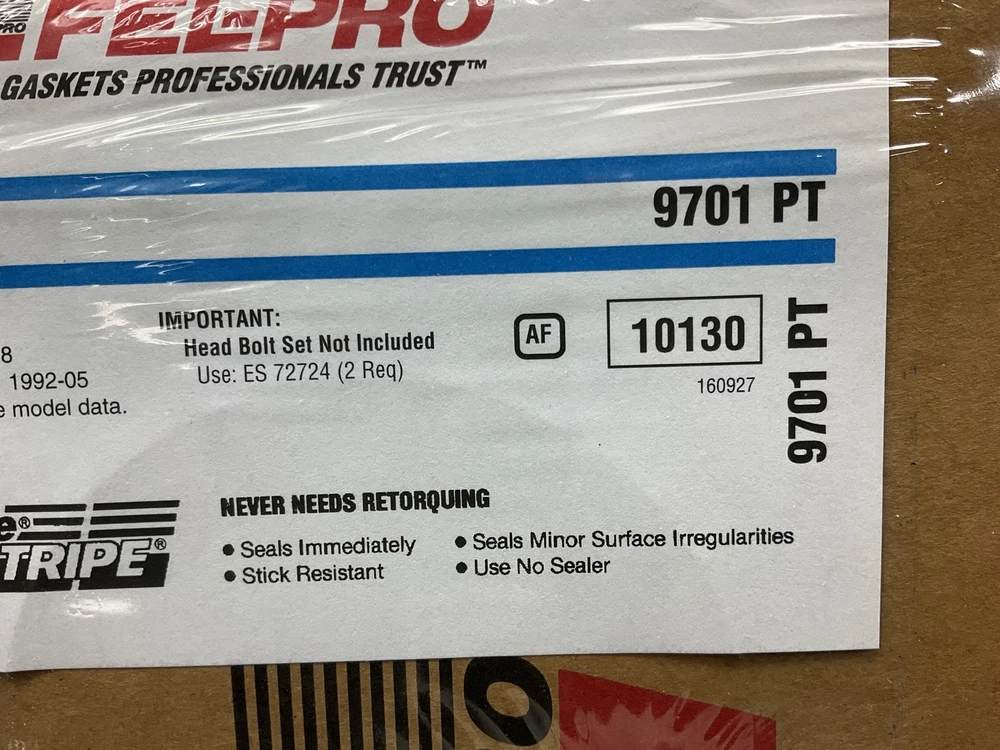 PRO FELPRO
GASKETS PROFESSIONALS TRUST™
9701 PT
IMPORTANT:
Head Bolt Set Not Included
Use: ES 72724 (2 Req)
8
1992-05
model data.
AF
10130
160927
9701 PT
e®
TRIPE®
NEVER NEEDS RETORQUING
• Seals Immediately
• Stick Resistant
• Seals Minor Surface Irregularities
• Use No Sealer
O